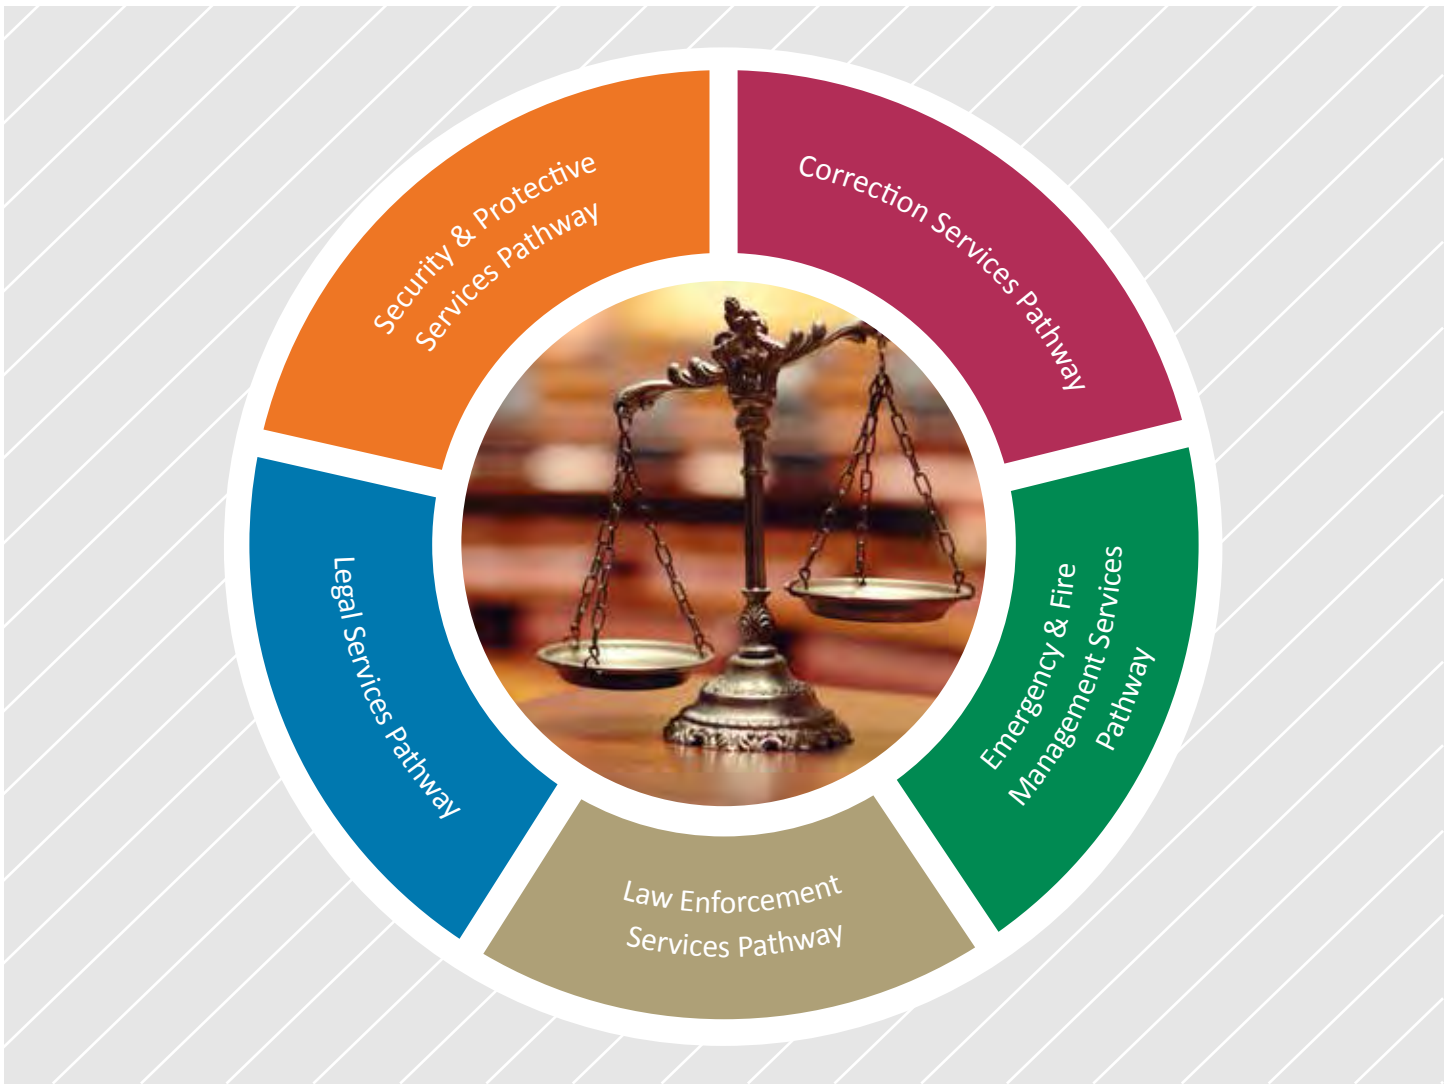 Security & Protective
Services Pathway
Correction Services Pathway
Emergency & Fire
Management Services
Pathway
Law Enforcement
Services Pathway
Legal Services Pathway